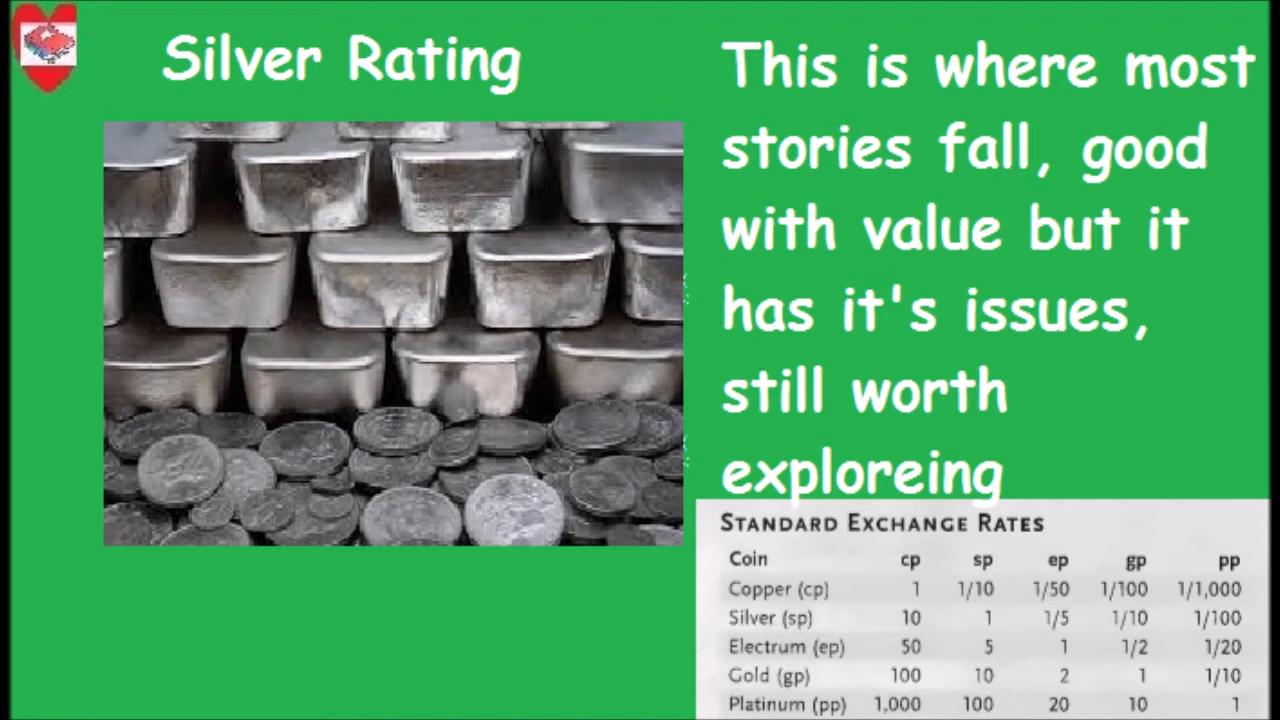 Silver Rating
This is where most
stories fall, good
with value but it
has it's issues,
still worth
exploreing
STANDARD EXCHANGE RATES
Coin cp sp ep gp pp
Copper (cp) 1 1/10 1/50 1/100 1/1,000
Silver (sp) 10 1 1/5 1/10 1/100
Electrum (ep) 50 5 1 1/2 1/20
Gold (gp) 100 10 2 1 1/10
Platinum (pp) 1,000 100 20 10 1